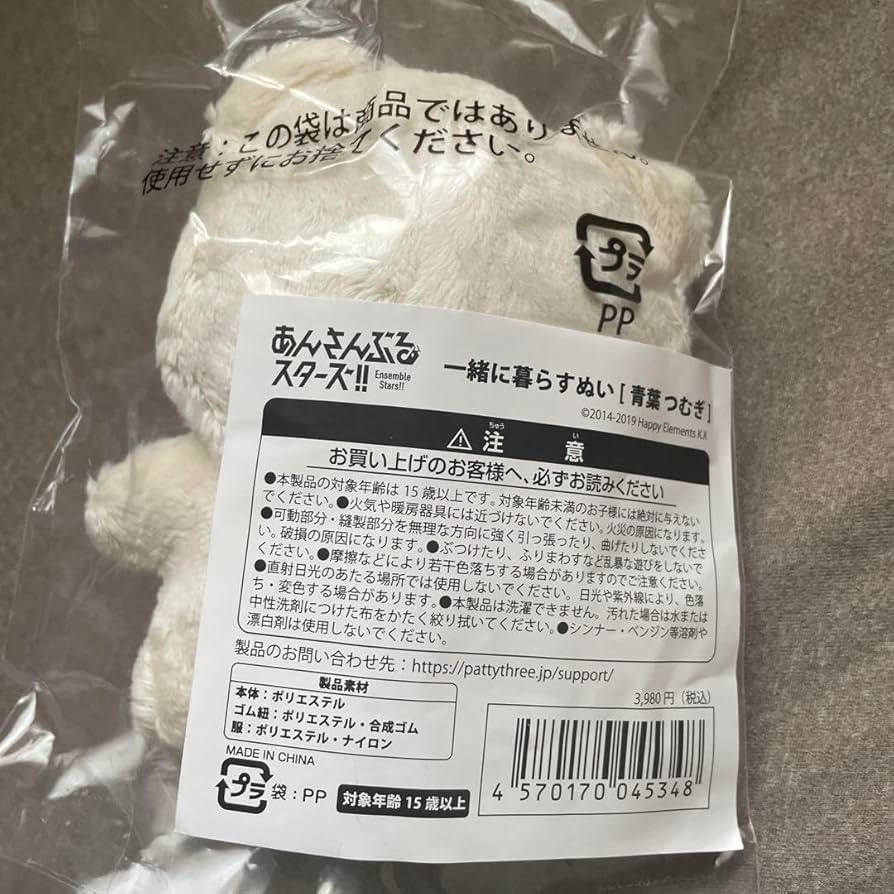 注意：この袋は商品ではありません。
使用せずにお捨てください。
プラ
PP
あんさんぶる
スターズ!!
Ensemble
Stars!!
一緒に暮らすぬい [ 青葉 つむぎ ]
©2014-2019 Happy Elements K.K
ちゅう い
注 意
お買い上げのお客様へ、必ずお読みください
●本製品の対象年齢は15歳以上です。対象年齢未満のお子様には絶対に与えない
でください。●火気や暖房器具には近づけないでください。火災の原因になります。
●可動部分・縫製部分を無理な方向に強く引っ張ったり、曲げたりしないでくださ
い。破損の原因になります。●ぶつけたり、ふりまわすなど乱暴な遊びをしないで
ください。●摩擦などにより若干色落ちする場合がありますのでご注意ください。
●直射日光のあたる場所では使用しないでください。日光や紫外線により、色落
ち・変色する場合があります。●本製品は洗濯できません。汚れた場合は水または
中性洗剤につけた布をかたく絞り拭いてください。●シンナー・ベンジン等溶剤や
漂白剤は使用しないでください。
製品のお問い合わせ先：https://pattythree.jp/support/
製品素材
本体：ポリエステル
ゴム紐：ポリエステル・合成ゴム
服：ポリエステル・ナイロン
MADE IN CHINA
プラ
袋：PP
対象年齢15歳以上
3,980円（税込）
4 570170 045348